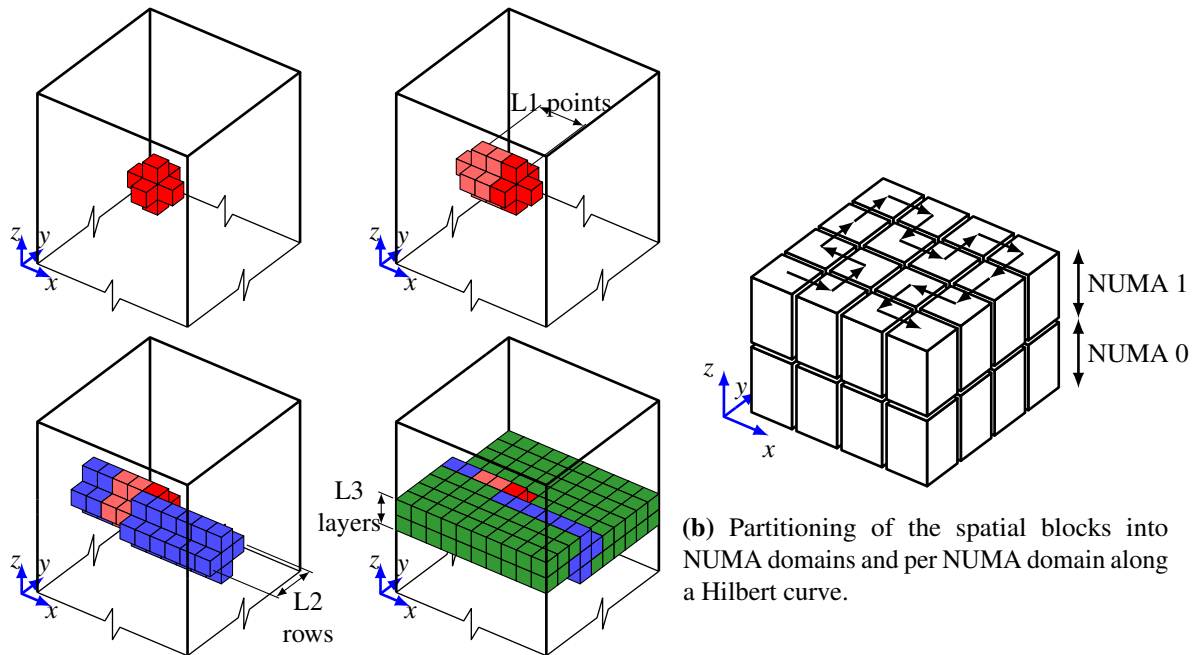 z
y
x
L1 points
z
y
x
z
y
x
L2
rows
L3
layers
z
y
x
NUMA 1
NUMA 0
z
y
x
(b) Partitioning of the spatial blocks into
NUMA domains and per NUMA domain along
a Hilbert curve.